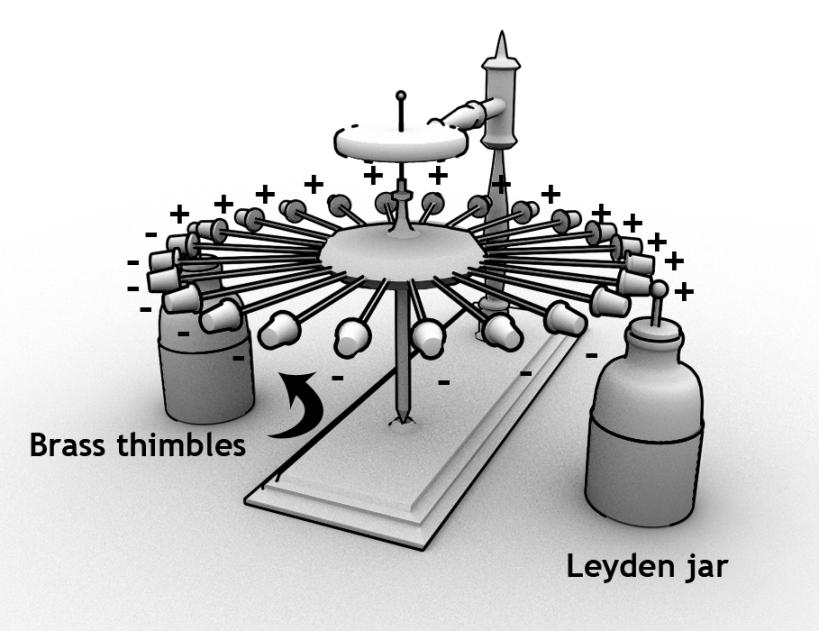 + + + + + + + + + + + + +
- - - - - - - - - - -
Brass thimbles
Leyden jar